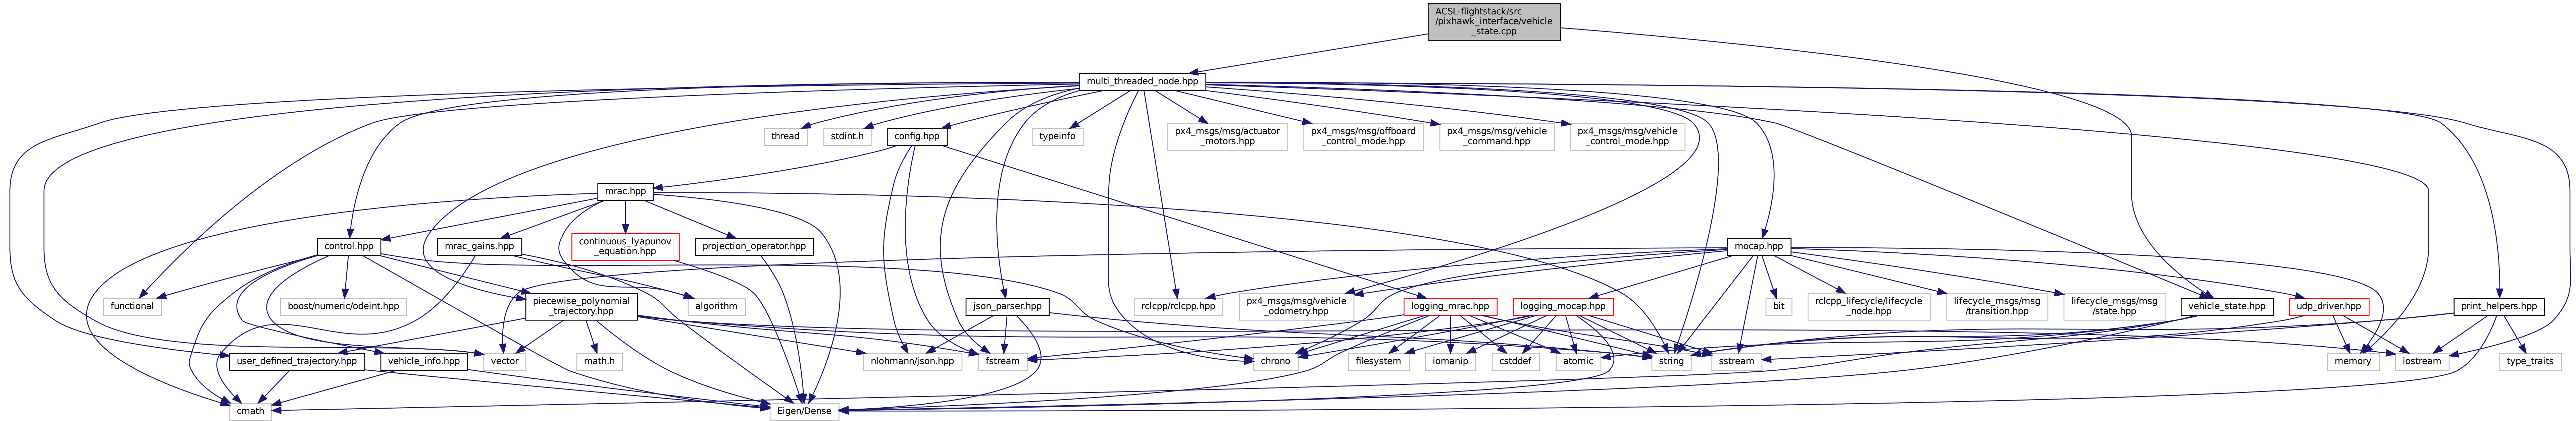 ACSL-flightstack/src
/pixhawk_interface/vehicle
_state.cpp
multi_threaded_node.hpp
thread
stdint.h
config.hpp
typeinfo
px4_msgs/msg/actuator
_motors.hpp
px4_msgs/msg/offboard
_control_mode.hpp
px4_msgs/msg/vehicle
_command.hpp
px4_msgs/msg/vehicle
_control_mode.hpp
mrac.hpp
control.hpp
mrac_gains.hpp
continuous_lyapunov
_equation.hpp
projection_operator.hpp
mocap.hpp
functional
boost/numeric/odeint.hpp
piecewise_polynomial
_trajectory.hpp
algorithm
json_parser.hpp
rclcpp/rclcpp.hpp
px4_msgs/msg/vehicle
_odometry.hpp
logging_mrac.hpp
logging_mocap.hpp
bit
rclcpp_lifecycle/lifecycle
_node.hpp
lifecycle_msgs/msg
/transition.hpp
lifecycle_msgs/msg
/state.hpp
vehicle_state.hpp
udp_driver.hpp
print_helpers.hpp
user_defined_trajectory.hpp
vehicle_info.hpp
vector
math.h
nlohmann/json.hpp
fstream
chrono
filesystem
iomanip
cstddef
atomic
string
sstream
memory
iostream
type_traits
cmath
Eigen/Dense